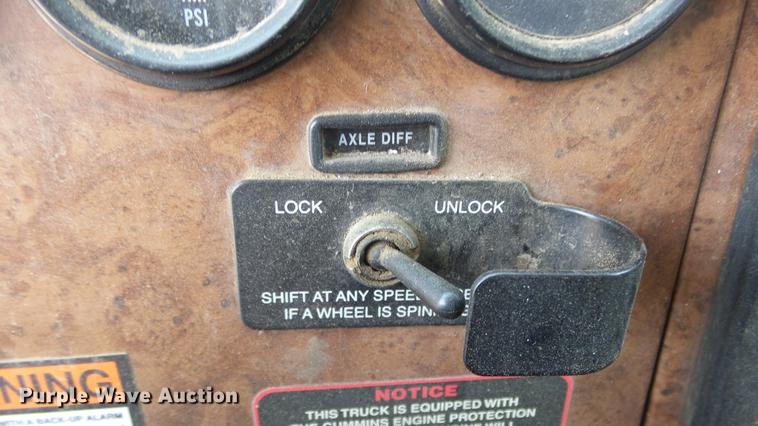 PSI
AXLE DIFF
LOCK UNLOCK
SHIFT AT ANY SPEED
IF A WHEEL IS
NING
WITH A BACK-UP ALARM
Purple Wave Auction
NOTICE
THIS TRUCK IS EQUIPPED WITH
THE CUMMINS ENGINE PROTECTION
WILL